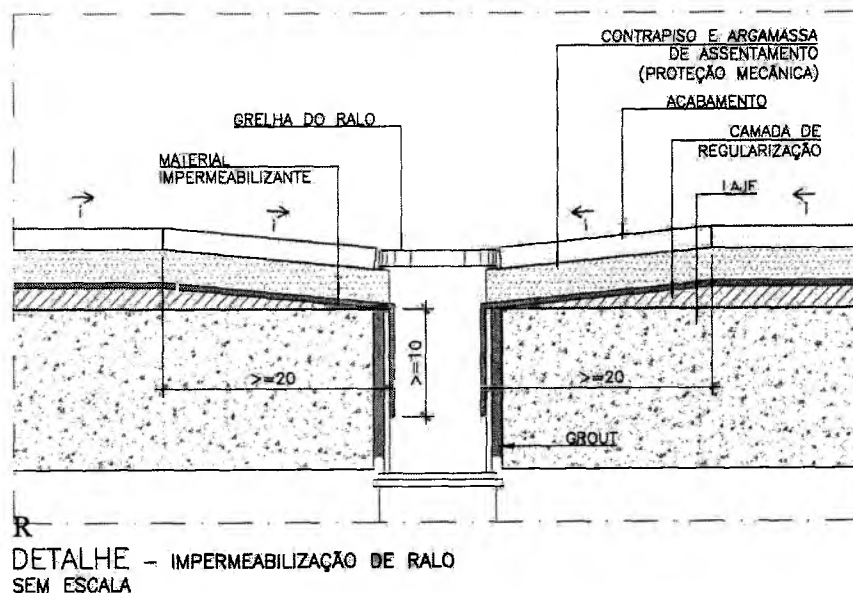 CONTRAPISO E ARGAMASSA
DE ASSENTAMENTO
(PROTEÇÃO MECÂNICA)
ACABAMENTO
GRELHA DO RALO
CAMADA DE
REGULARIZAÇÃO
MATERIAL
IMPERMEABILIZANTE
LAJE
i
i
i
i
>=10
>=20
>=20
GROUT
R
DETALHE - IMPERMEABILIZAÇÃO DE RALO
SEM ESCALA